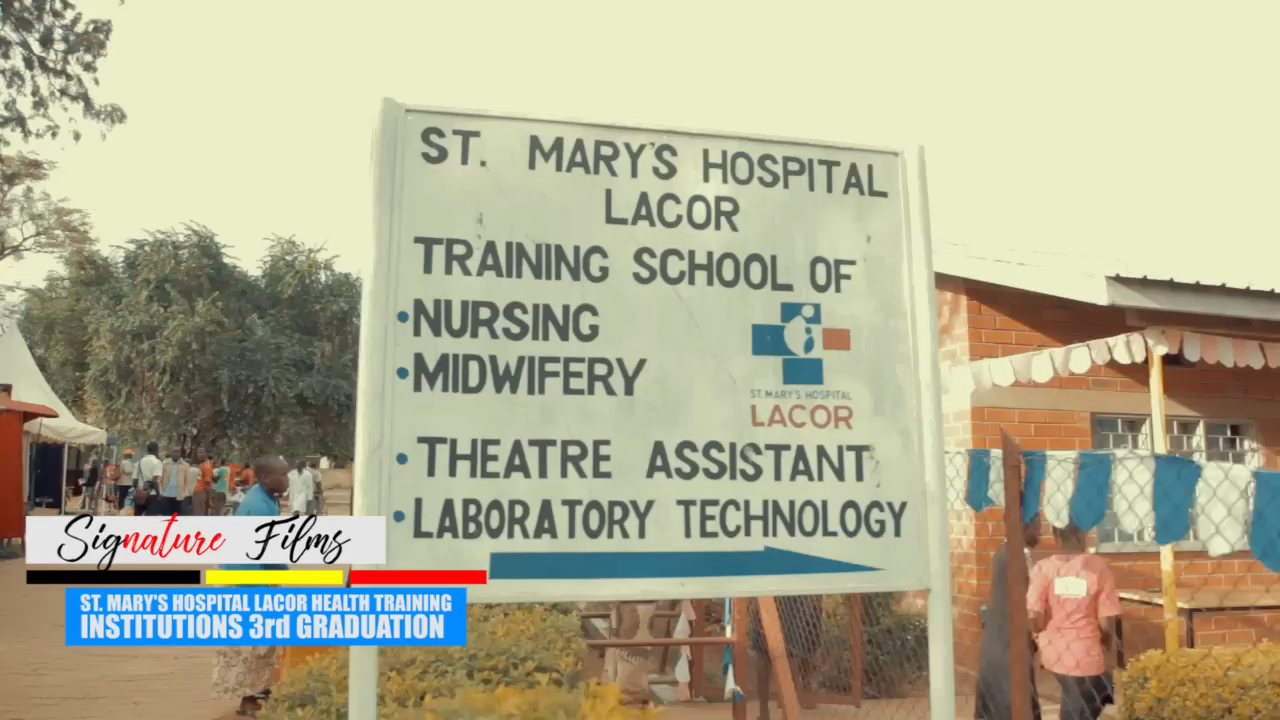 ST. MARY'S HOSPITAL
LACOR
TRAINING SCHOOL OF
•NURSING
•MIDWIFERY
•THEATRE ASSISTANT
•LABORATORY TECHNOLOGY
ST. MARY'S HOSPITAL
LACOR
Signature Films
ST. MARY'S HOSPITAL LACOR HEALTH TRAINING
INSTITUTIONS 3rd GRADUATION